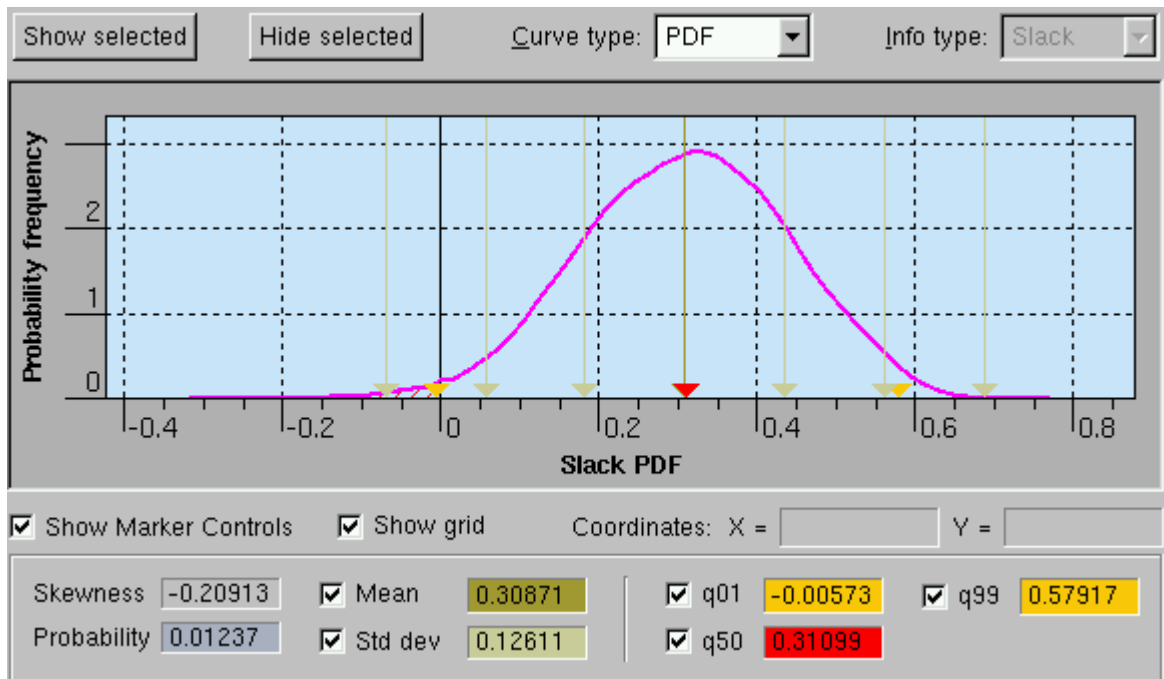 Show selected Hide selected Curve type: PDF Info type: Slack
Probability frequency
2
1
0
-0.4 -0.2 0 0.2 0.4 0.6 0.8
Slack PDF
Show Marker Controls Show grid Coordinates: X = Y =
Skewness -0.20913 Mean 0.30871 q01 -0.00573 q99 0.57917
Probability 0.01237 Std dev 0.12611 q50 0.31099